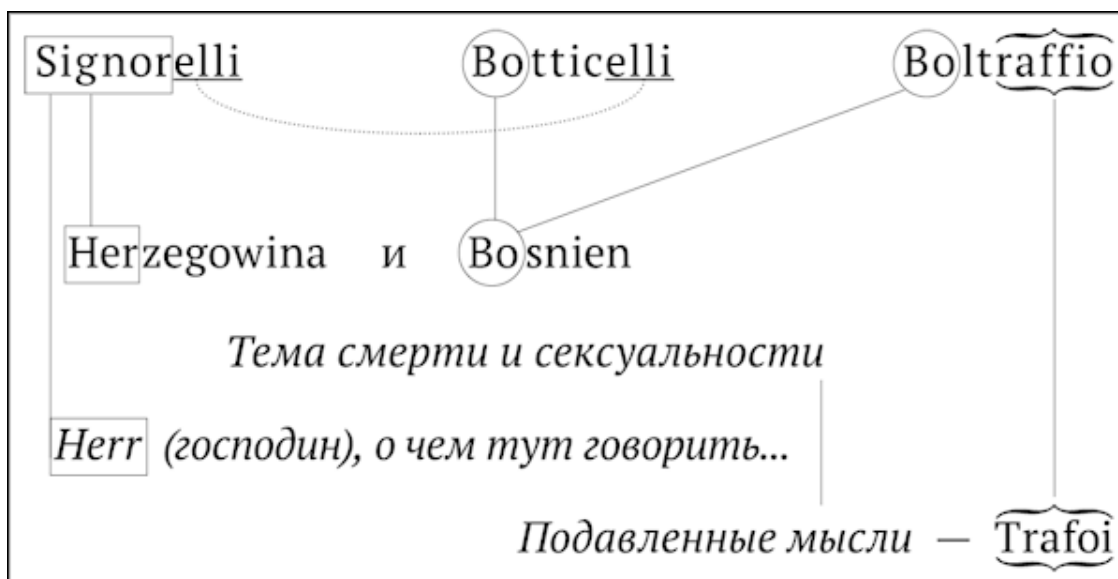 Signorelli Botticelli Boltraffio
Herzegowina и Bosnien
Тема смерти и сексуальности
Herr (господин), о чем тут говорить...
Подавленные мысли — Trafoi